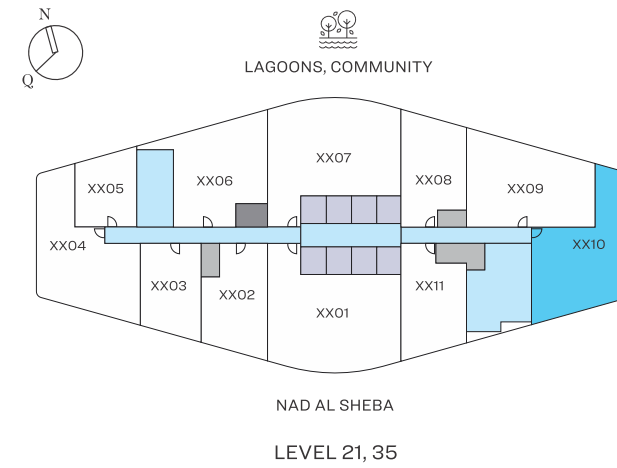 N
Q
LAGOONS, COMMUNITY
XX07
XX06
XX08
XX05
XX09
XX04
XX10
XX03
XX11
XX02
XX01
NAD AL SHEBA
LEVEL 21, 35